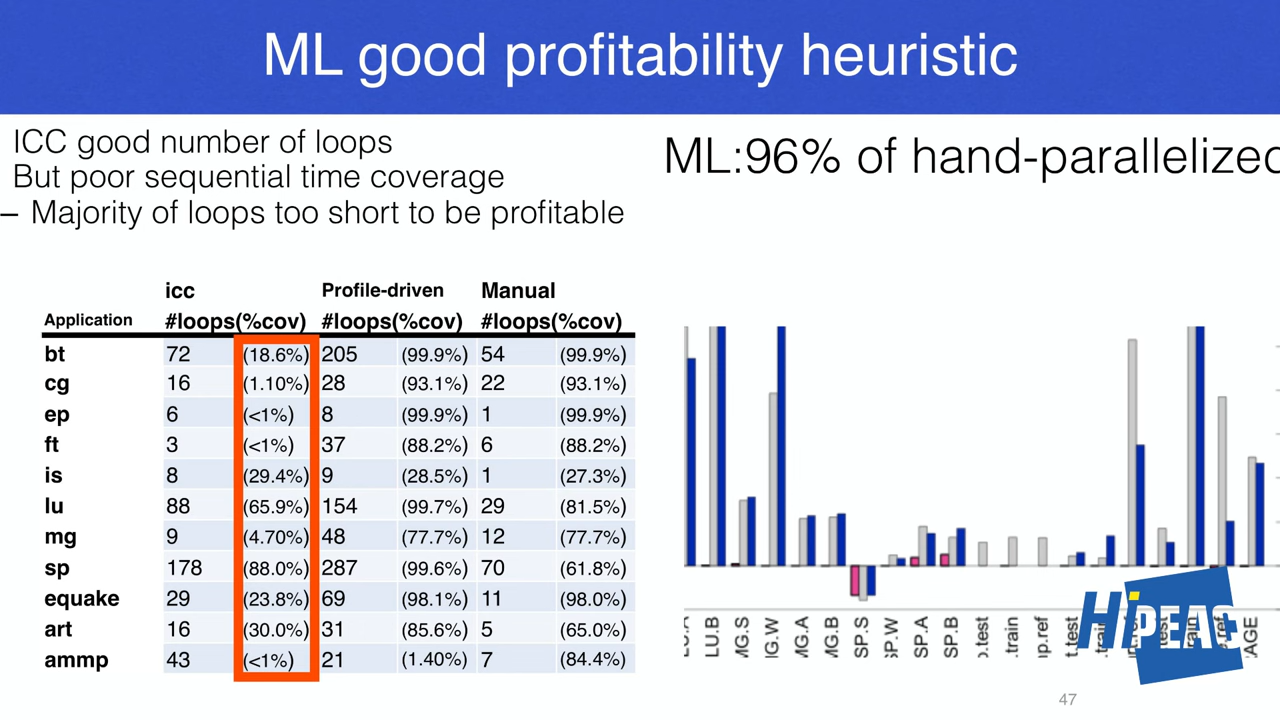 ML good profitability heuristic
ICC good number of loops
But poor sequential time coverage
– Majority of loops too short to be profitable
ML:96% of hand-parallelized
icc Profile-driven Manual
Application #loops(%cov) #loops(%cov) #loops(%cov)
bt 72 (18.6%) 205 (99.9%) 54 (99.9%)
cg 16 (1.10%) 28 (93.1%) 22 (93.1%)
ep 6 (<1%) 8 (99.9%) 1 (99.9%)
ft 3 (<1%) 37 (88.2%) 6 (88.2%)
is 8 (29.4%) 9 (28.5%) 1 (27.3%)
lu 88 (65.9%) 154 (99.7%) 29 (81.5%)
mg 9 (4.70%) 48 (77.7%) 12 (77.7%)
sp 178 (88.0%) 287 (99.6%) 70 (61.8%)
equake 29 (23.8%) 69 (98.1%) 11 (98.0%)
art 16 (30.0%) 31 (85.6%) 5 (65.0%)
ammp 43 (<1%) 21 (1.40%) 7 (84.4%)
LU.B
MG.S
MG.W
MG.A
MG.B
SP.S
SP.W
SP.A
SP.B
.test
.train
.ref
.test
HiPEAC
47